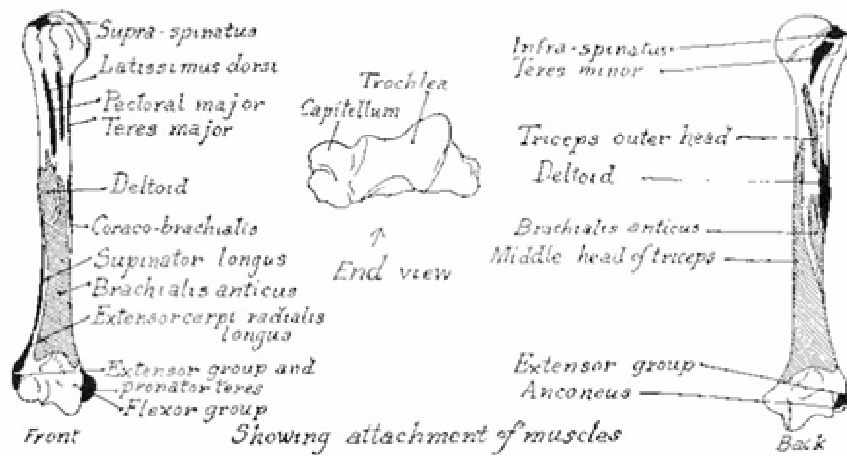 Supra-spinatus
Latissimus dorsi
Pectoral major
Teres major
Deltoid
Coraco-brachialis
Supinator longus
Brachialis anticus
Extensor carpi radialis
longus
Extensor group and
pronator teres
Flexor group
Front
Trochlea
Capitellum
End view
Showing attachment of muscles
Infra-spinatus
Teres minor
Triceps outer head
Deltoid
Brachialis anticus
Middle head of triceps
Extensor group
Anconeus
Back